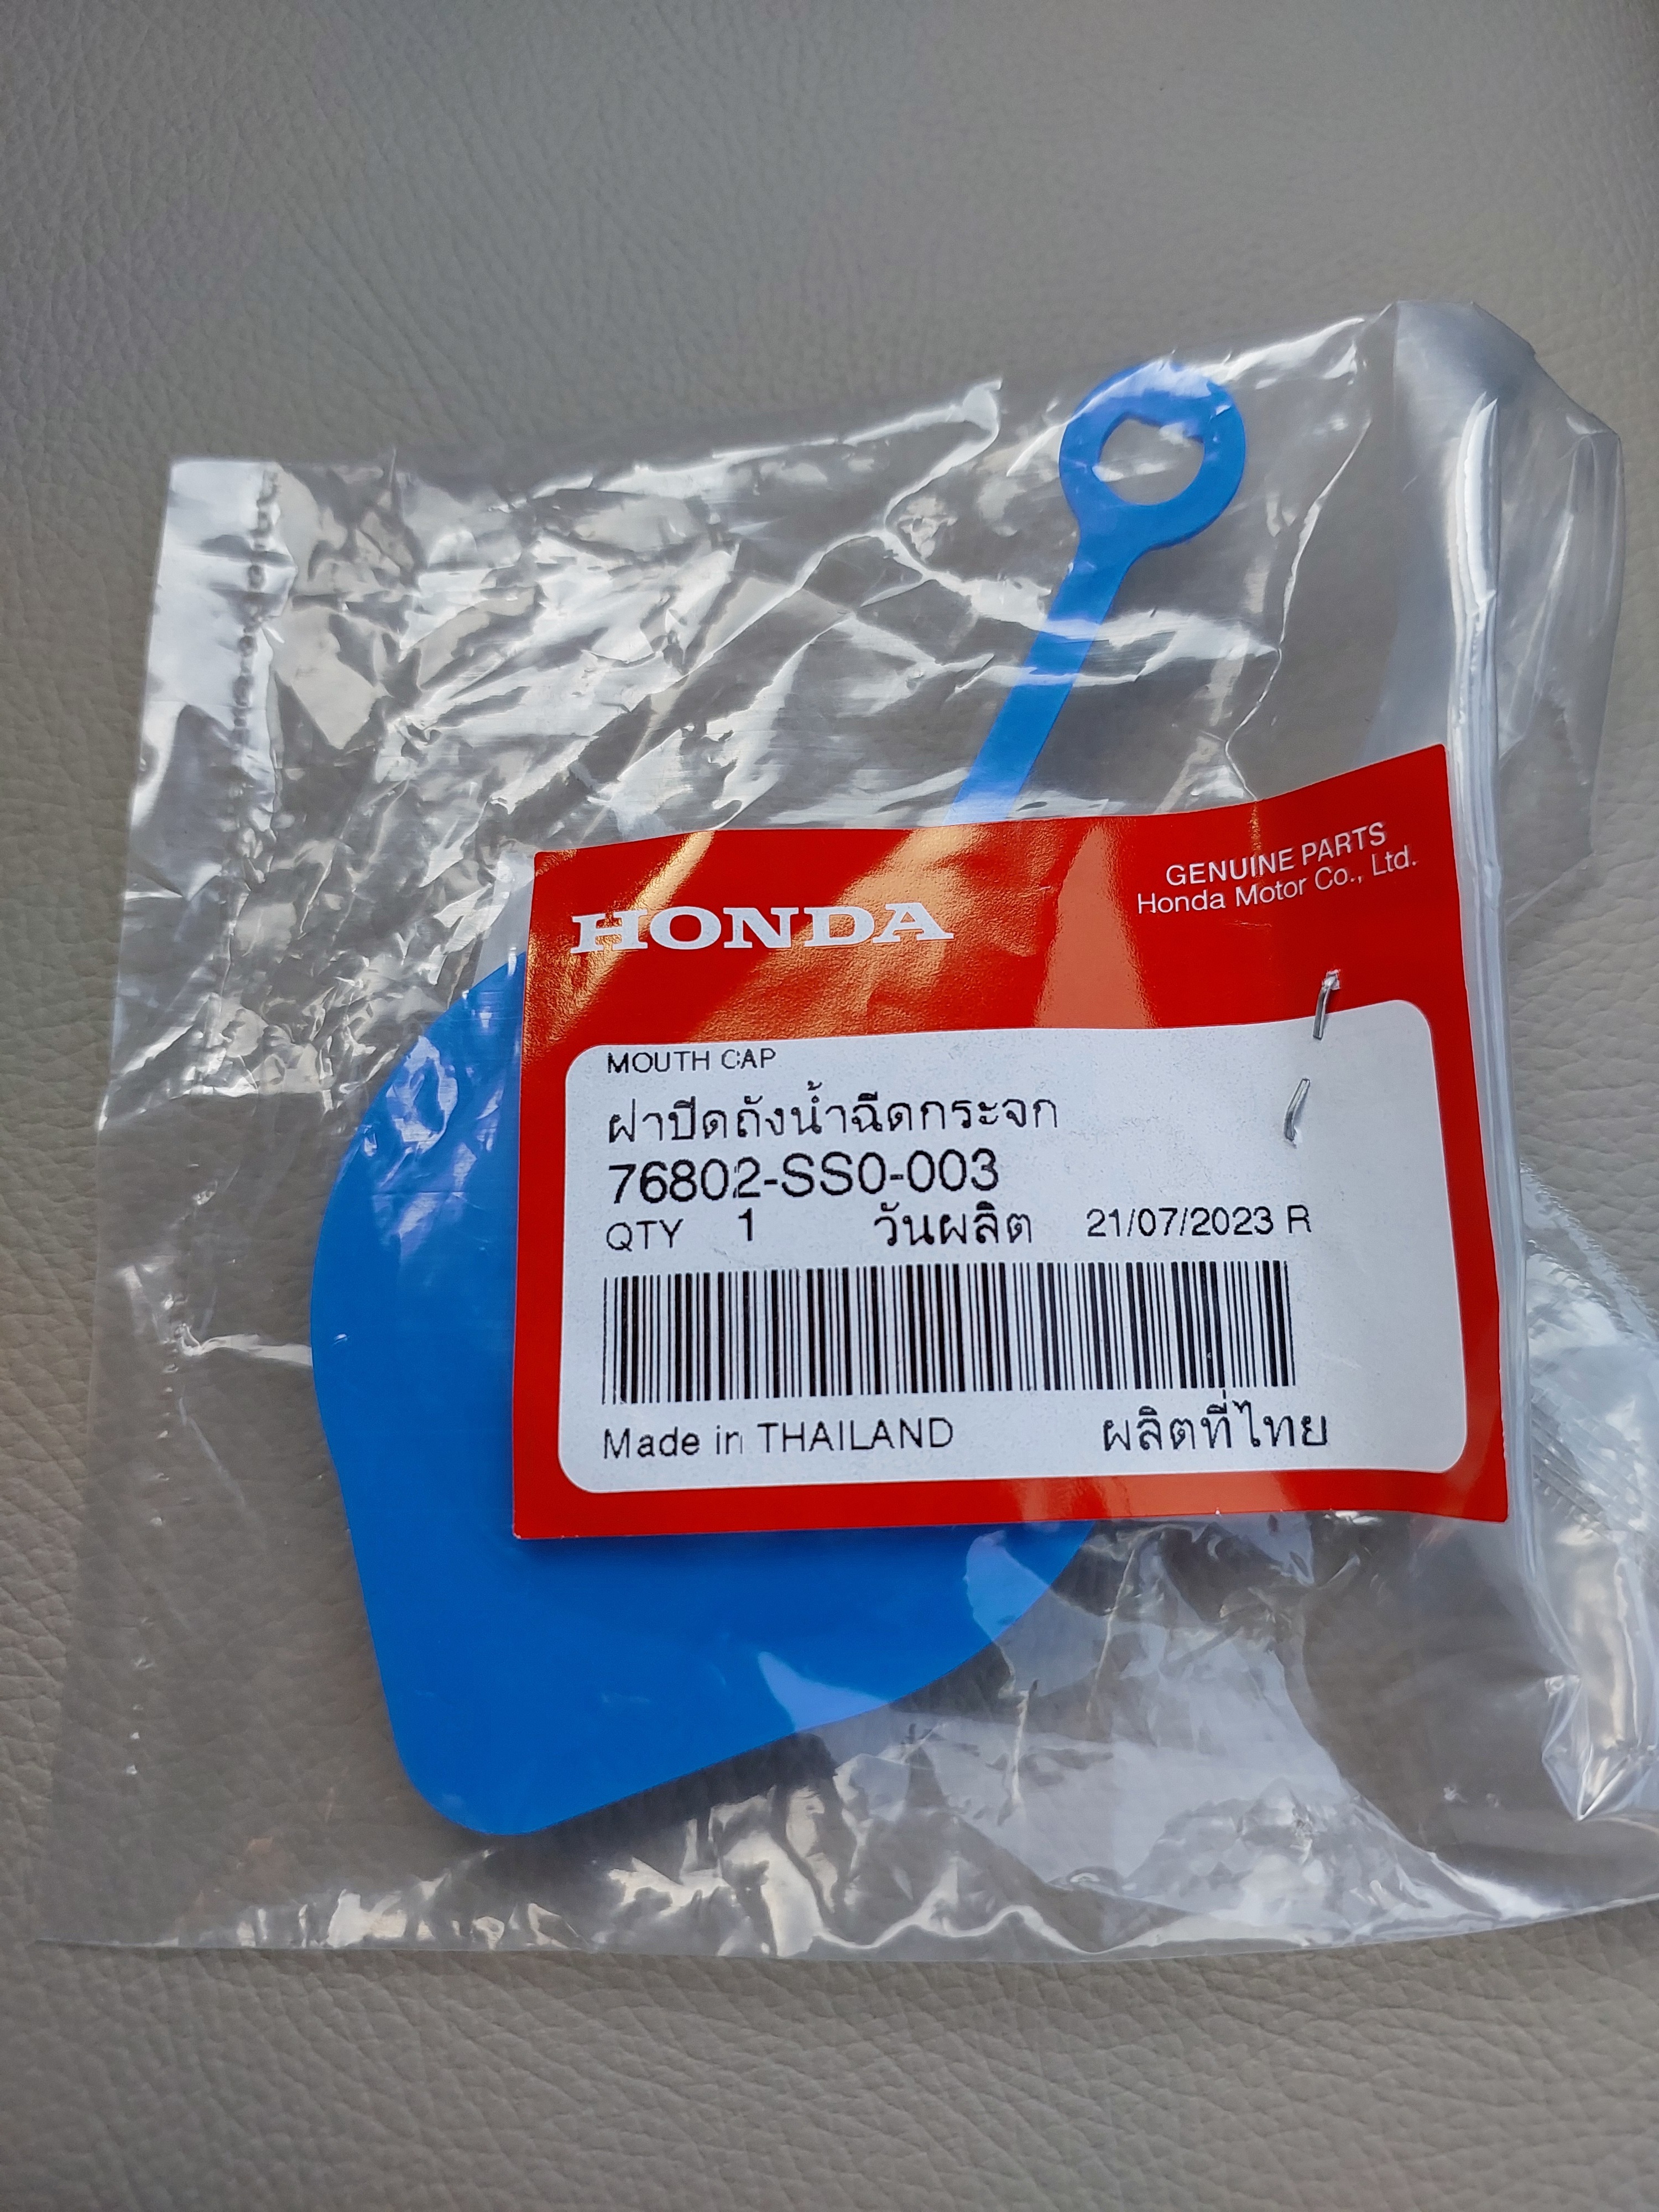 HONDA
GENUINE PARTS
Honda Motor Co., Ltd.
MOUTH CAP
ฝาปิดถังน้ำฉีดกระจก
76802-SS0-003
QTY 1 วันผลิต 21/07/2023 R
Made in THAILAND ผลิตที่ไทย